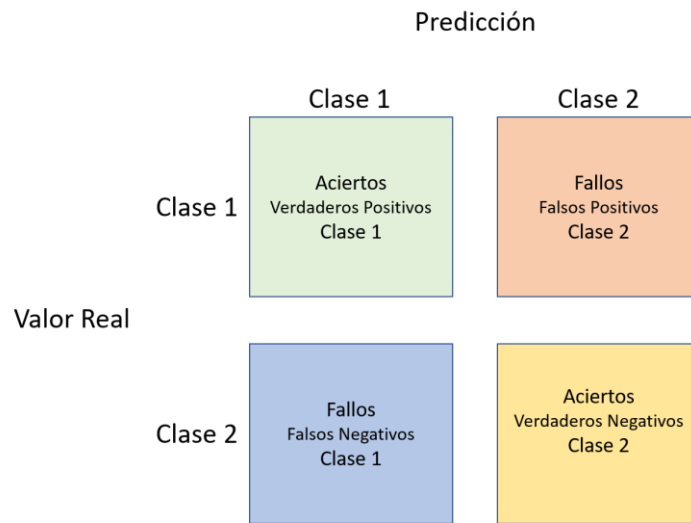 Predicción
Clase 1
Clase 2
Clase 1
Aciertos
Verdaderos Positivos
Clase 1
Fallos
Falsos Positivos
Clase 2
Valor Real
Clase 2
Fallos
Falsos Negativos
Clase 1
Aciertos
Verdaderos Negativos
Clase 2